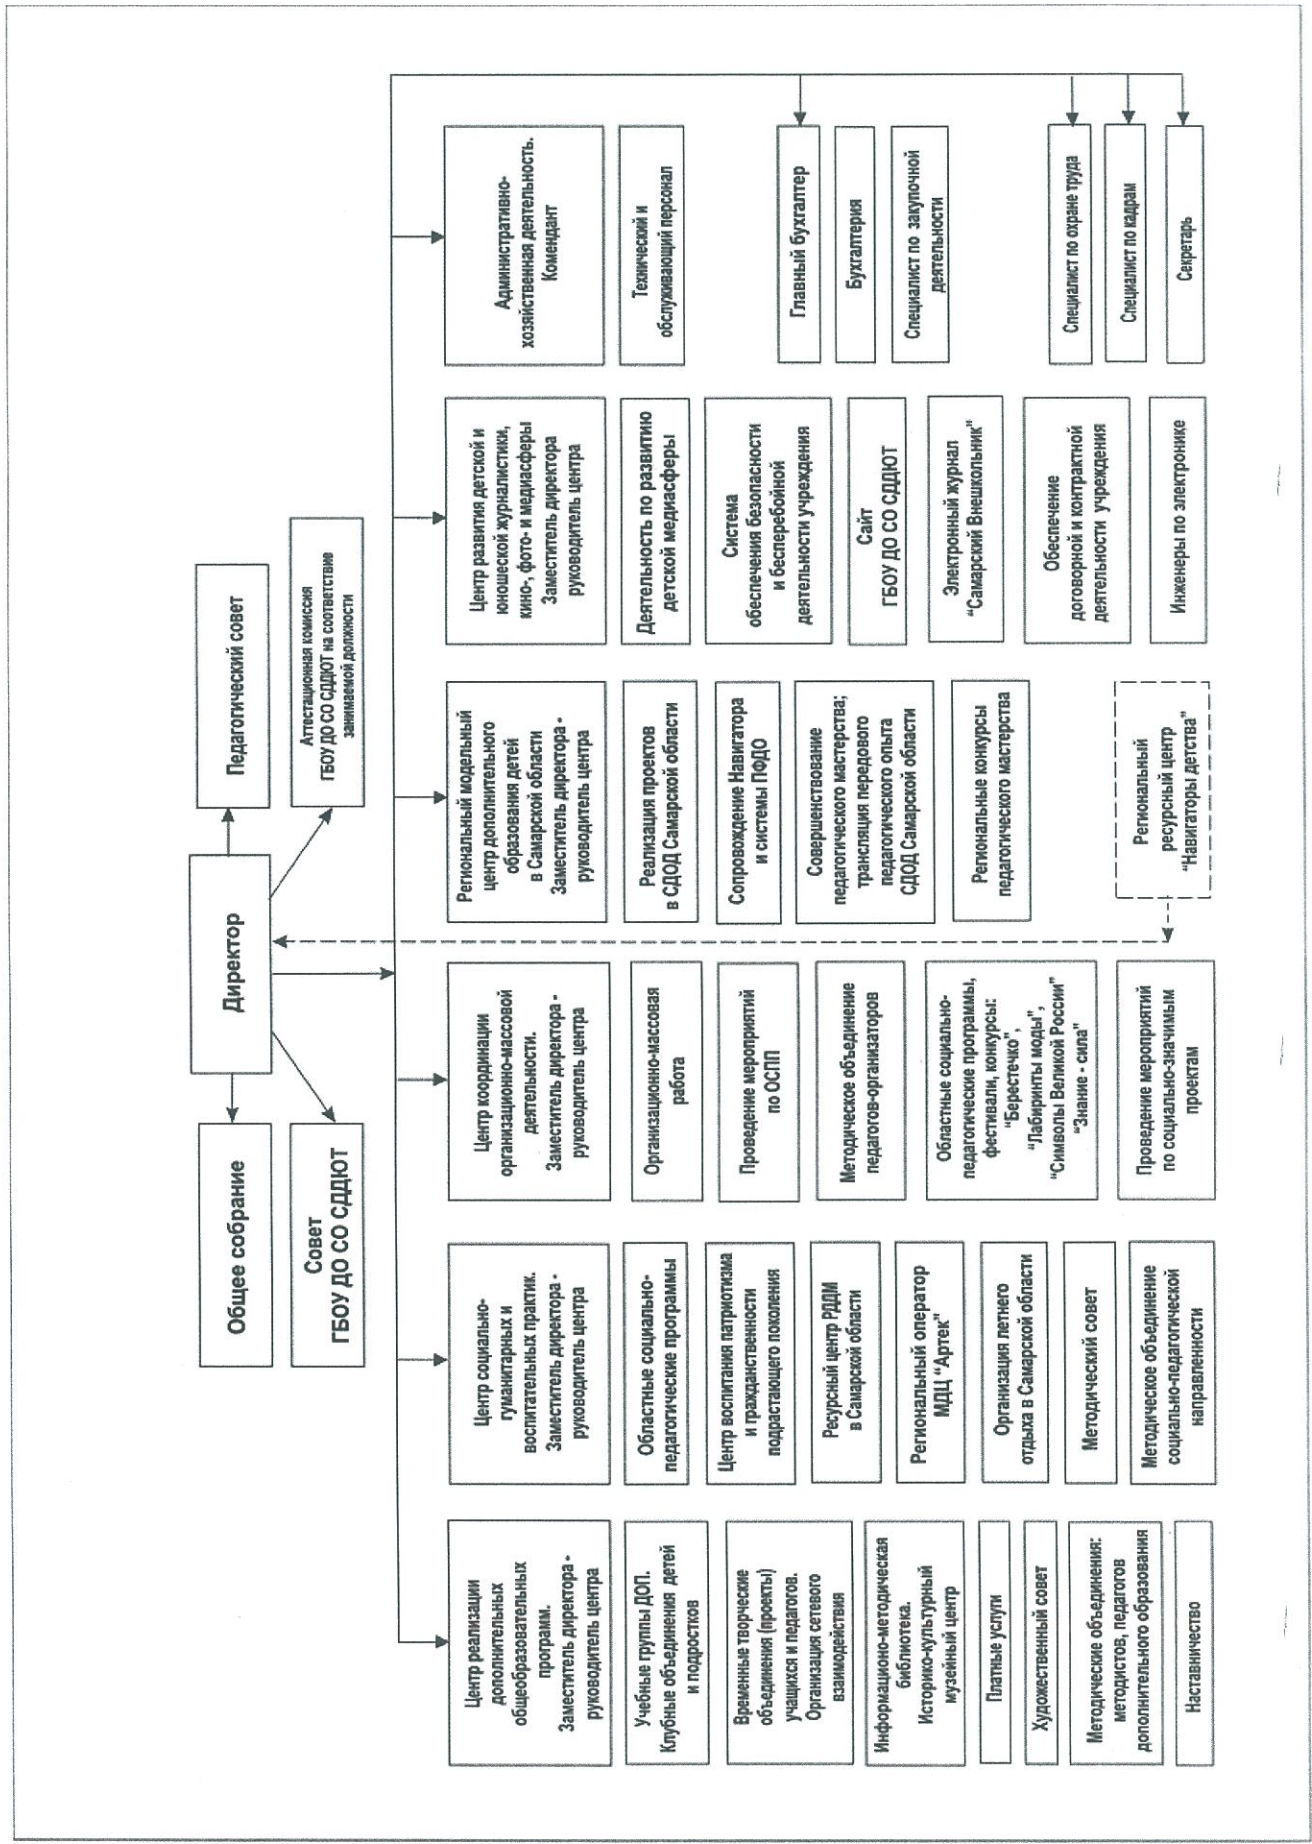 Общее собрание
Директор
Педагогический совет
Совет
ГБОУ ДО СО СДДЮТ
Аттестационная комиссия
ГБОУ ДО СО СДДЮТ на соответствие
занимаемой должности
Центр реализации
дополнительных
общеобразовательных
программ.
Заместитель директора -
руководитель центра
Учебные группы ДОП.
Клубные объединения детей
и подростков
Временные творческие
объединения (проекты)
учащихся и педагогов.
Организация сетевого
взаимодействия
Информационо-методическая
библиотека.
Историко-культурный
музейный центр
Платные услуги
Художественный совет
Методические объединения:
методистов, педагогов
дополнительного образования
Наставничество
Центр социально-
гуманитарных и
воспитательных практик.
Заместитель директора -
руководитель центра
Областные социально-
педагогические программы
Центр воспитания патриотизма
и гражданственности
подрастающего поколения
Ресурсный центр РДДМ
в Самарской области
Региональный оператор
МДЦ “Артек”
Организация летнего
отдыха в Самарской области
Методический совет
Методическое объединение
социально-педагогической
направленности
Центр координации
организационно-массовой
деятельности.
Заместитель директора -
руководитель центра
Организационно-массовая
работа
Проведение мероприятий
по ОСПП
Методическое объединение
педагогов-организаторов
Областные социально-
педагогические программы,
фестивали, конкурсы:
“Берестечко”,
“Лабиринты моды”,
“Символы Великой России”
“Знание - сила”
Проведение мероприятий
по социально-значимым
проектам
Региональный модельный
центр дополнительного
образования детей
в Самарской области
Заместитель директора -
руководитель центра
Реализация проектов
в СДОД Самарской области
Сопровождение Навигатора
и системы ПФДО
Совершенствование
педагогического мастерства;
трансляция передового
педагогического опыта
СДОД Самарской области
Региональные конкурсы
педагогического мастерства
Региональный
ресурсный центр
“Навигаторы детства”
Центр развития детской и
юношеской журналистики,
кино-, фото- и медиасферы
Заместитель директора
руководитель центра
Деятельность по развитию
детской медиасферы
Система
обеспечения безопасности
и бесперебойной
деятельности учреждения
Сайт
ГБОУ ДО СО СДДЮТ
Электронный журнал
“Самарский Внешкольник”
Обеспечение
договорной и контрактной
деятельности учреждения
Инженеры по электронике
Административно-
хозяйственная деятельность.
Комендант
Технический и
обслуживающий персонал
Главный бухгалтер
Бухгалтерия
Специалист по закупочной
деятельности
Специалист по охране труда
Специалист по кадрам
Секретарь